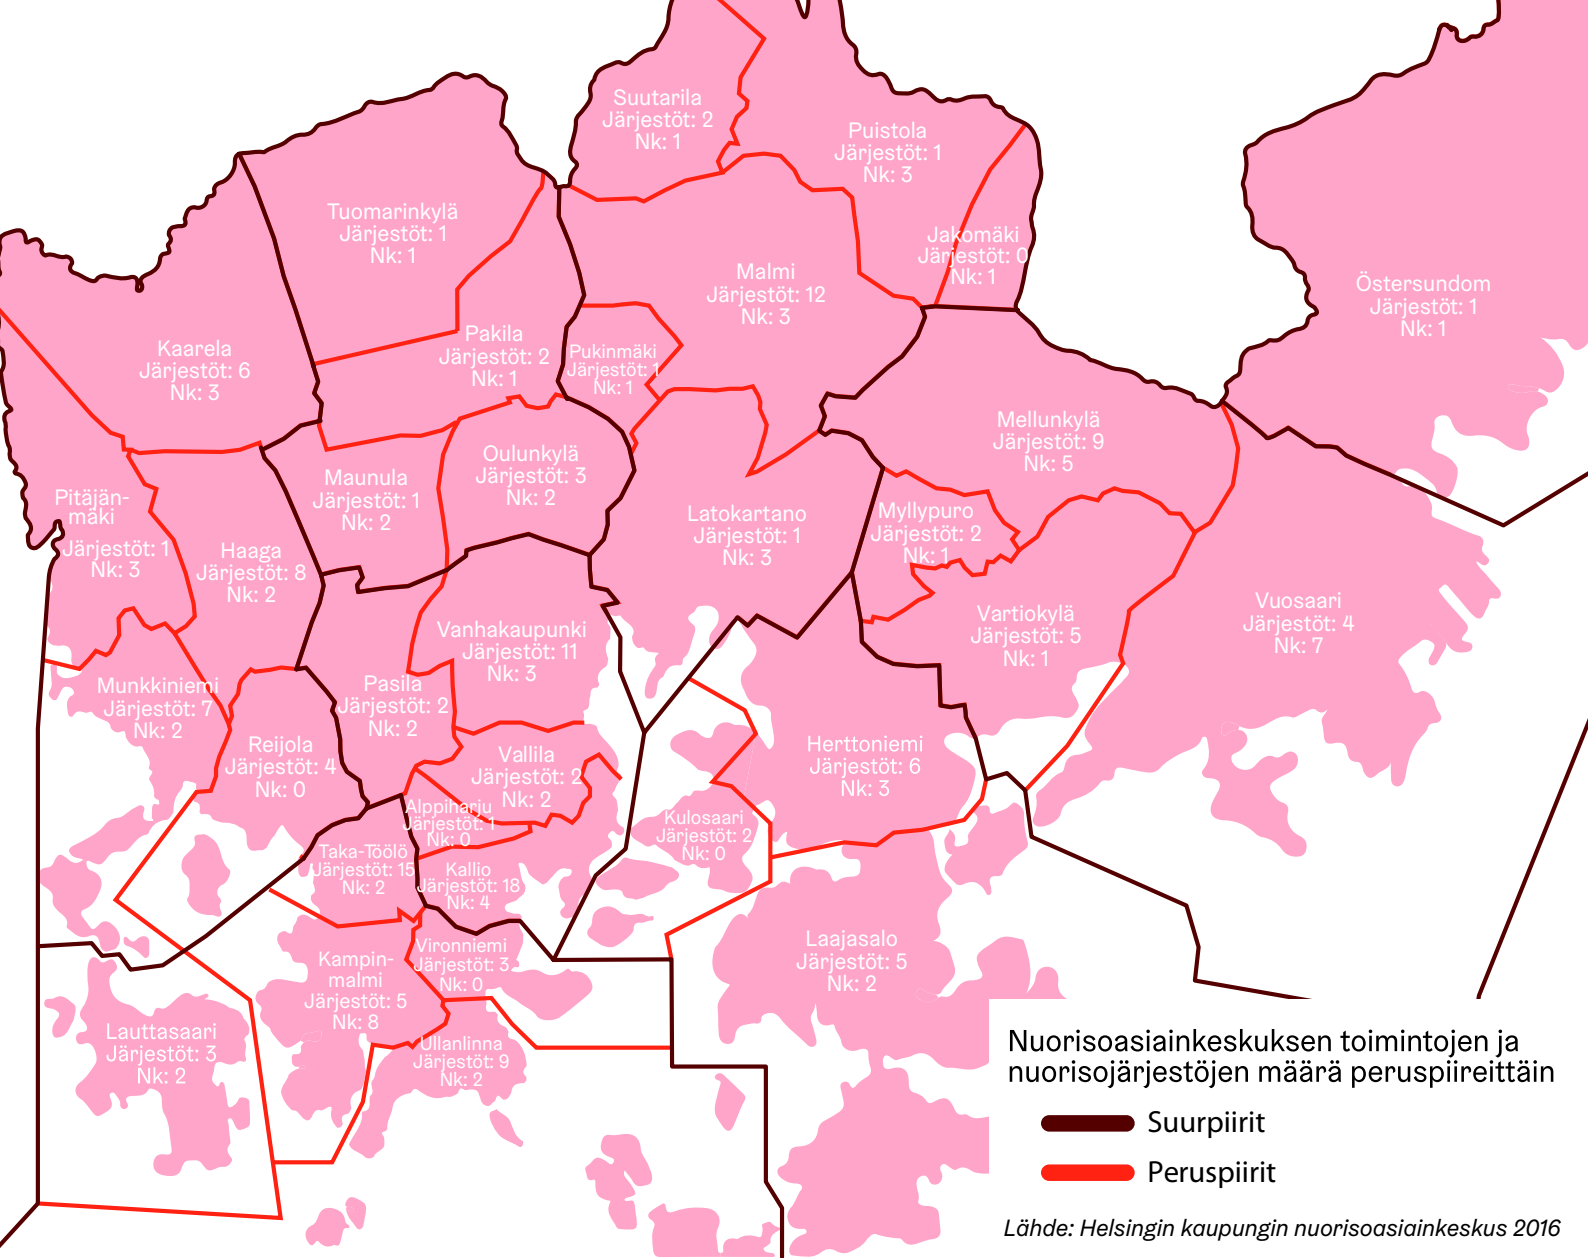 Suutarila
Järjestöt: 2
Nk: 1
Puistola
Järjestöt: 1
Nk: 3
Tuomarinkylä
Järjestöt: 1
Nk: 1
Jakomäki
Järjestöt: 0
Nk: 1
Malmi
Järjestöt: 12
Nk: 3
Östersundom
Järjestöt: 1
Nk: 1
Kaarela
Järjestöt: 6
Nk: 3
Pakila
Järjestöt: 2
Nk: 1
Pukinmäki
Järjestöt: 1
Nk: 1
Mellunkylä
Järjestöt: 9
Nk: 5
Oulunkylä
Järjestöt: 3
Nk: 2
Maunula
Järjestöt: 1
Nk: 2
Pitäjän-
mäki
Järjestöt: 1
Nk: 3
Haaga
Järjestöt: 8
Nk: 2
Latokartano
Järjestöt: 1
Nk: 3
Myllypuro
Järjestöt: 2
Nk: 1
Vartiokylä
Järjestöt: 5
Nk: 1
Vuosaari
Järjestöt: 4
Nk: 7
Vanhakaupunki
Järjestöt: 11
Nk: 3
Munkkiniemi
Järjestöt: 7
Nk: 2
Pasila
Järjestöt: 2
Nk: 2
Reijola
Järjestöt: 4
Nk: 0
Vallila
Järjestöt: 2
Nk: 2
Herttoniemi
Järjestöt: 6
Nk: 3
Alppiharju
Järjestöt: 1
Nk: 0
Kulosaari
Järjestöt: 2
Nk: 0
Taka-Töölö
Järjestöt: 15
Nk: 2
Kallio
Järjestöt: 18
Nk: 4
Vironniemi
Järjestöt: 3
Nk: 0
Kampin-
malmi
Järjestöt: 5
Nk: 8
Laajasalo
Järjestöt: 5
Nk: 2
Lauttasaari
Järjestöt: 3
Nk: 2
Ullanlinna
Järjestöt: 9
Nk: 2
Nuorisoasiainkeskuksen toimintojen ja
nuorisojärjestöjen määrä peruspiireittäin
Suurpiirit
Peruspiirit
Lähde: Helsingin kaupungin nuorisoasiainkeskus 2016